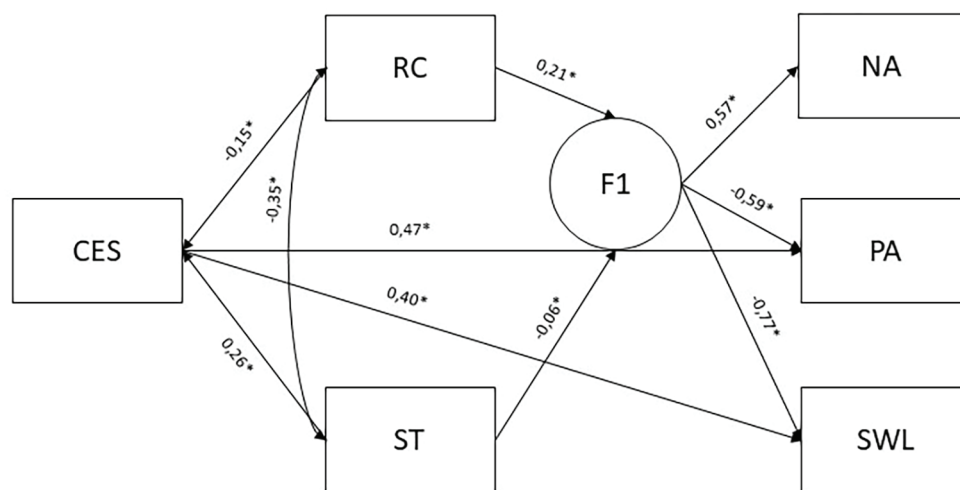 RC
NA
0,21*
0,57*
-0,15*
-0,35*
F1
-0,59*
CES
0,47*
PA
0,40*
-0,06*
-0,77*
0,26*
ST
SWL